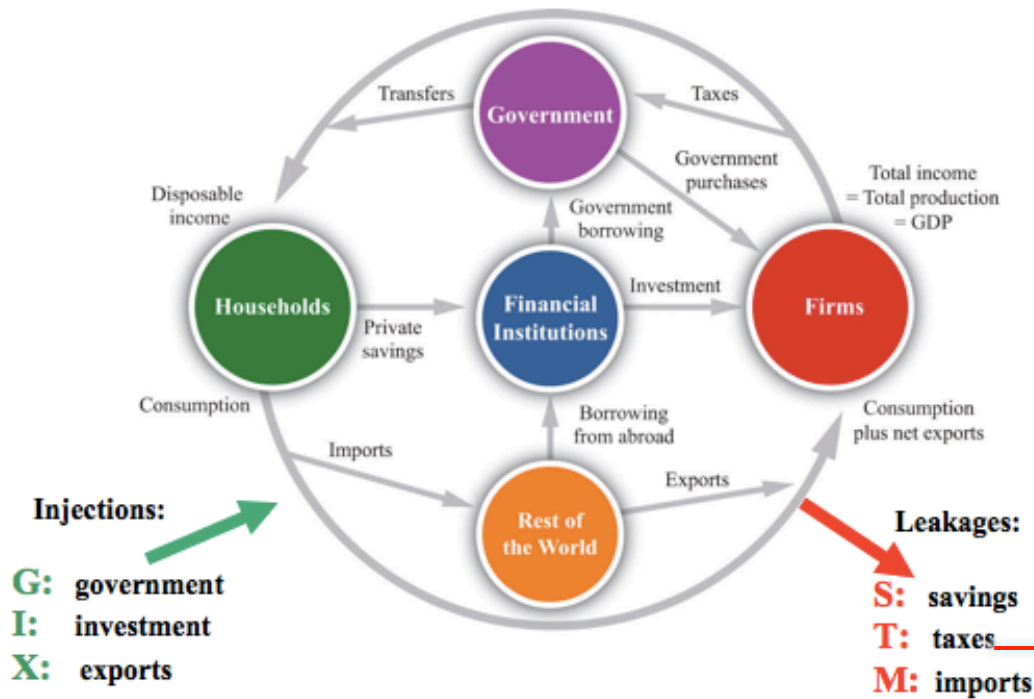 Transfers
Taxes
Government
Government
purchases
Total income
= Total production
= GDP
Disposable
income
Government
borrowing
Households
Private
savings
Financial
Institutions
Investment
Firms
Consumption
Borrowing
from abroad
Consumption
plus net exports
Imports
Exports
Rest of
the World
Injections:
G: government
I: investment
X: exports
Leakages:
S: savings
T: taxes
M: imports